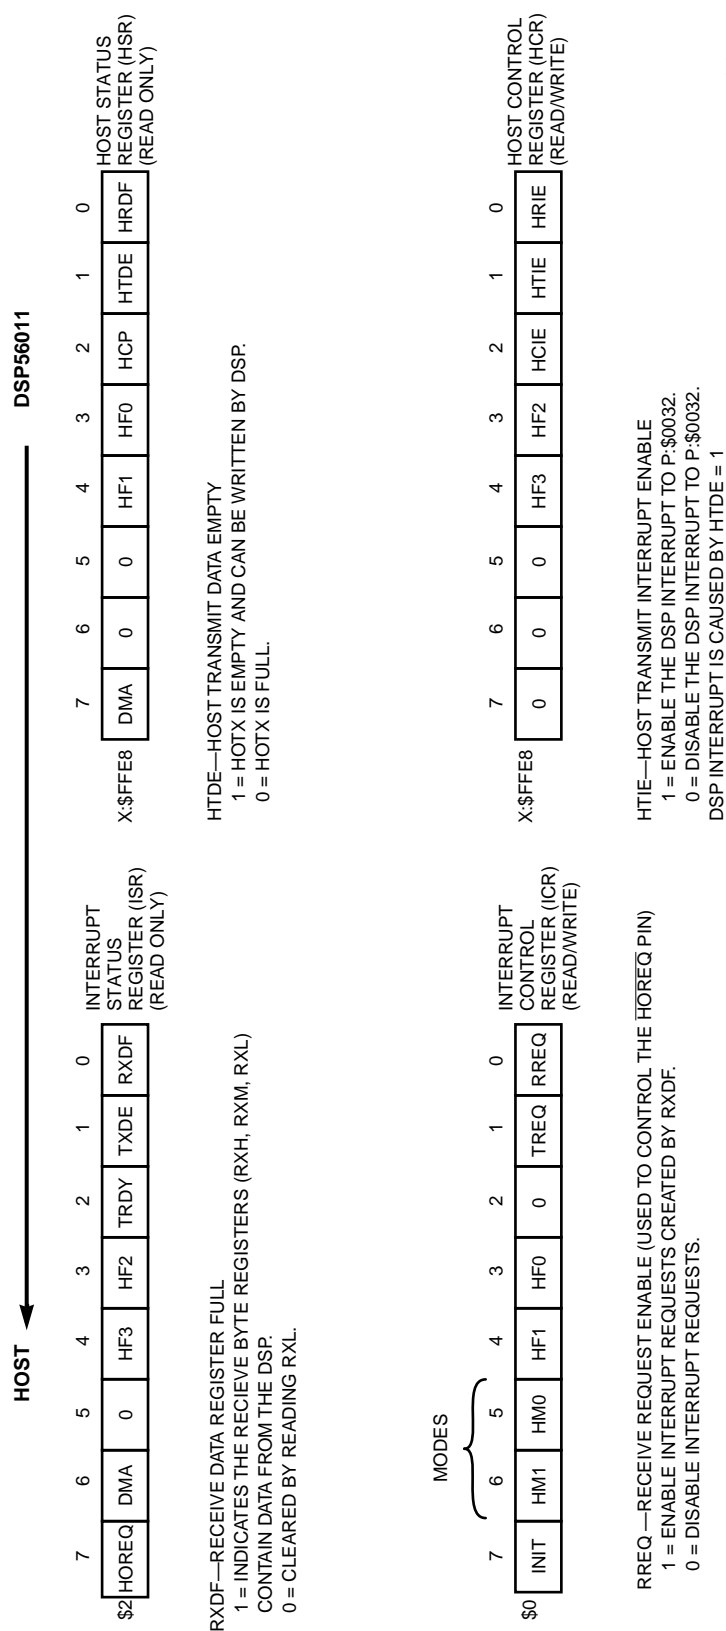 HOST DSP56011
7 6 5 4 3 2 1 0
$2 HOREQ DMA 0 HF3 HF2 TRDY TXDE RXDF
INTERRUPT
STATUS
REGISTER (ISR)
(READ ONLY)
RXDF—RECEIVE DATA REGISTER FULL
1 = INDICATES THE RECIEVE BYTE REGISTERS (RXH, RXM, RXL)
CONTAIN DATA FROM THE DSP.
0 = CLEARED BY READING RXL.
7 6 5 4 3 2 1 0
X:$FFE8 DMA 0 0 HF1 HF0 HCP HTDE HRDF
HOST STATUS
REGISTER (HSR)
(READ ONLY)
HTDE—HOST TRANSMIT DATA EMPTY
1 = HOTX IS EMPTY AND CAN BE WRITTEN BY DSP.
0 = HOTX IS FULL.
MODES
7 6 5 4 3 2 1 0
$0 INIT HM1 HM0 HF1 HF0 0 TREQ RREQ
INTERRUPT
CONTROL
REGISTER (ICR)
(READ/WRITE)
RREQ —RECEIVE REQUEST ENABLE (USED TO CONTROL THE HOREQ PIN)
1 = ENABLE INTERRUPT REQUESTS CREATED BY RXDF.
0 = DISABLE INTERRUPT REQUESTS.
7 6 5 4 3 2 1 0
X:$FFE8 0 0 0 HF3 HF2 HCIE HTIE HRIE
HOST CONTROL
REGISTER (HCR)
(READ/WRITE)
HTIE—HOST TRANSMIT INTERRUPT ENABLE
1 = ENABLE THE DSP INTERRUPT TO P:$0032.
0 = DISABLE THE DSP INTERRUPT TO P:$0032.
DSP INTERRUPT IS CAUSED BY HTDE = 1